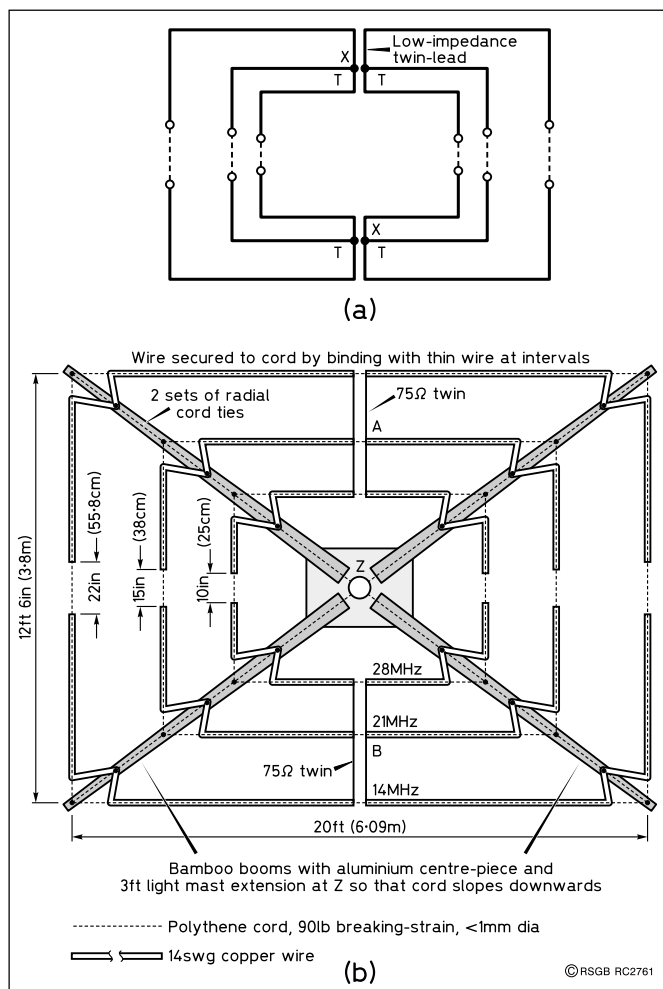 Low-impedance
twin-lead
X
T T
X
T T
(a)
Wire secured to cord by binding with thin wire at intervals
2 sets of radial
cord ties
75Ω twin
A
12ft 6in (3·8m)
22in (55·8cm)
15in (38cm)
10in (25cm)
Z
28MHz
21MHz
B
75Ω twin
14MHz
20ft (6·09m)
Bamboo booms with aluminium centre-piece and
3ft light mast extension at Z so that cord slopes downwards
Polythene cord, 90lb breaking-strain, <1mm dia
14swg copper wire
(b)
©RSGB RC2761